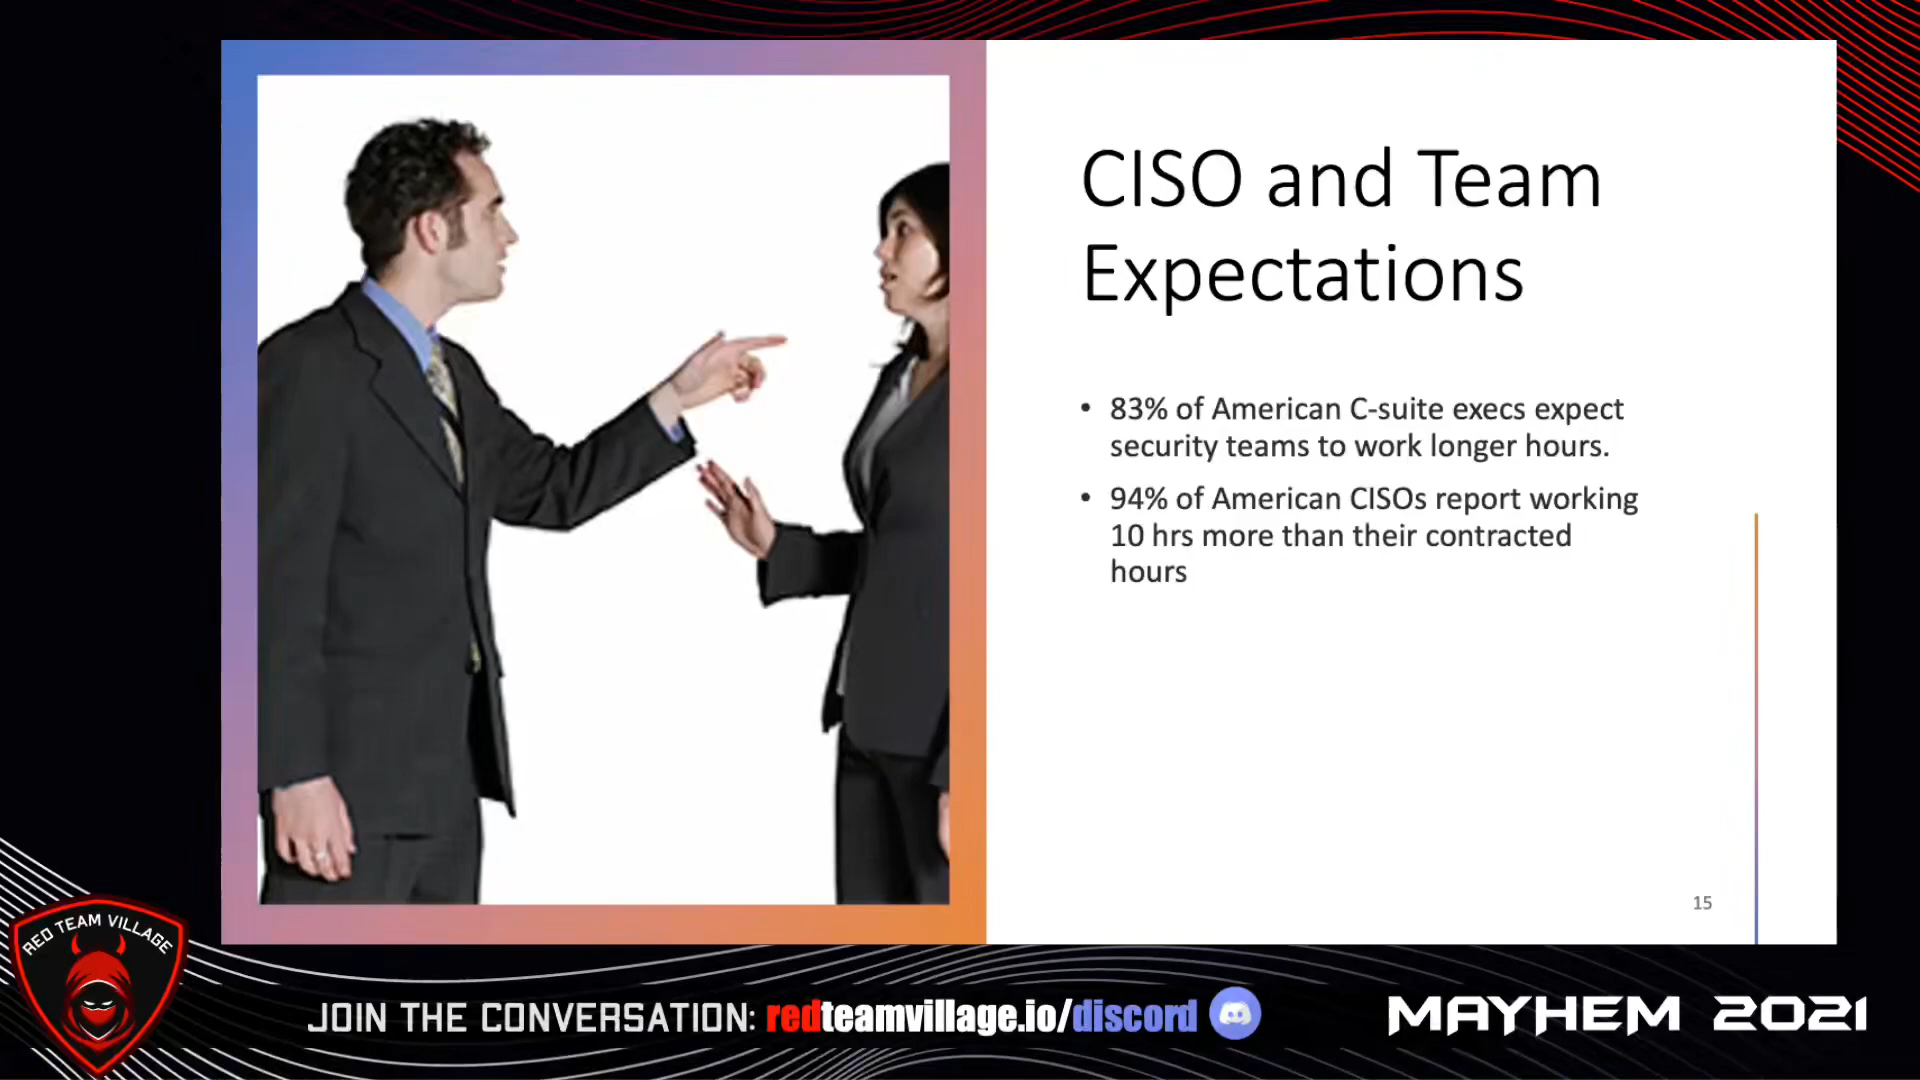 CISO and Team
Expectations
• 83% of American C-suite execs expect
security teams to work longer hours.
• 94% of American CISOs report working
10 hrs more than their contracted
hours
15
RED TEAM VILLAGE
JOIN THE CONVERSATION: redteamvillage.io/discord
MAYHEM 2021